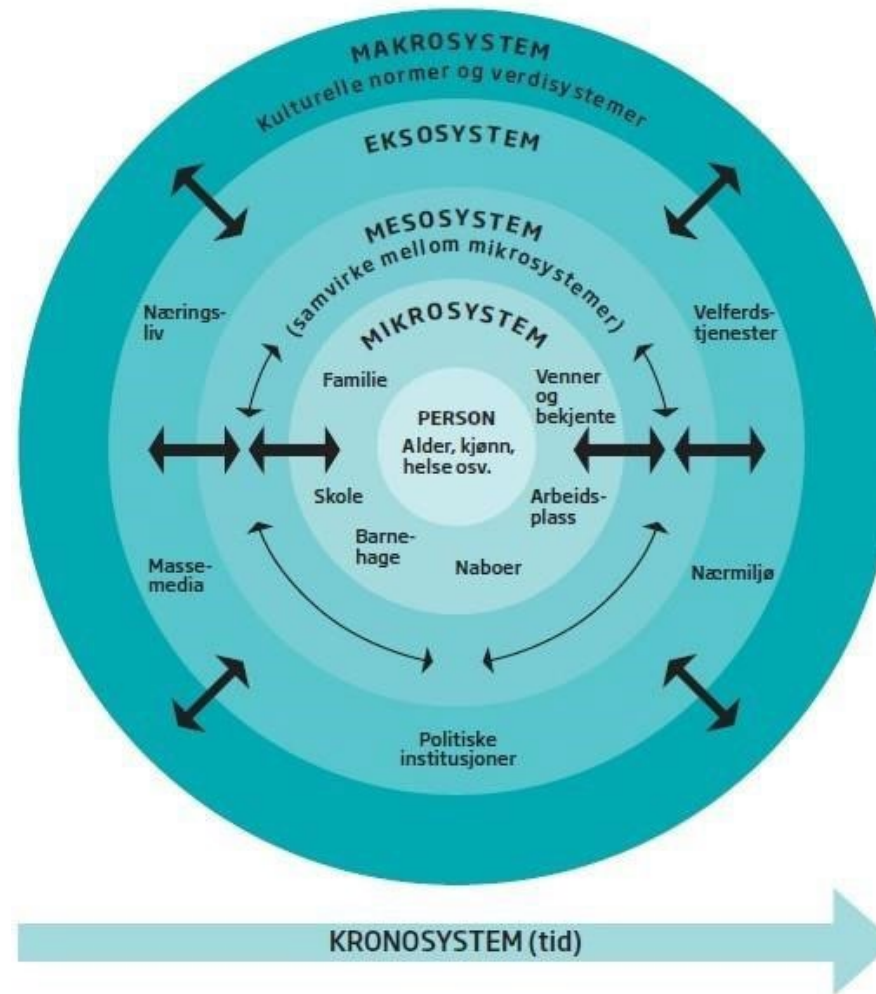 MAKROSYSTEM
Kulturelle normer og verdisystemer
EKSOSYSTEM
MESOSYSTEM
(samvirke mellom mikrosystemer)
MIKROSYSTEM
Nærings-
liv
Velferds-
tjenester
Familie
Venner
og
bekjente
PERSON
Alder, kjønn,
helse osv.
Skole
Arbeids-
plass
Barne-
hage
Naboer
Masse-
media
Nærmiljø
Politiske
institusjoner
KRONOSYSTEM (tid)